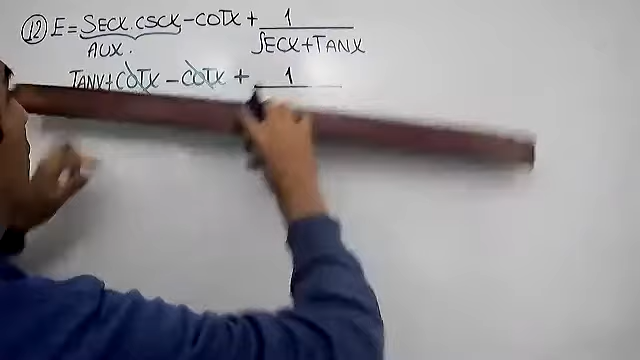 12 E = SECX.CSCX - COTX + 1/SECX+TANX
AUX.
TANX + COTX - COTX + 1